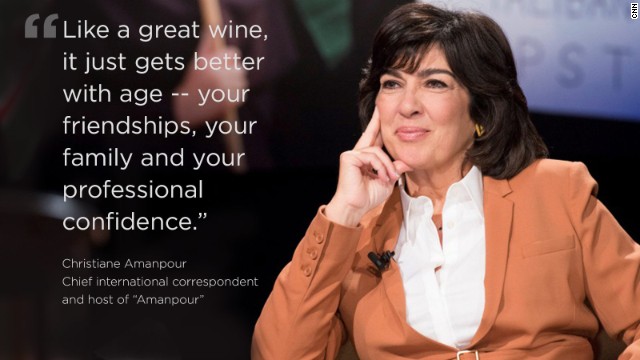 “Like a great wine,
it just gets better
with age -- your
friendships, your
family and your
professional
confidence.”
Christiane Amanpour
Chief international correspondent
and host of “Amanpour”
CNN